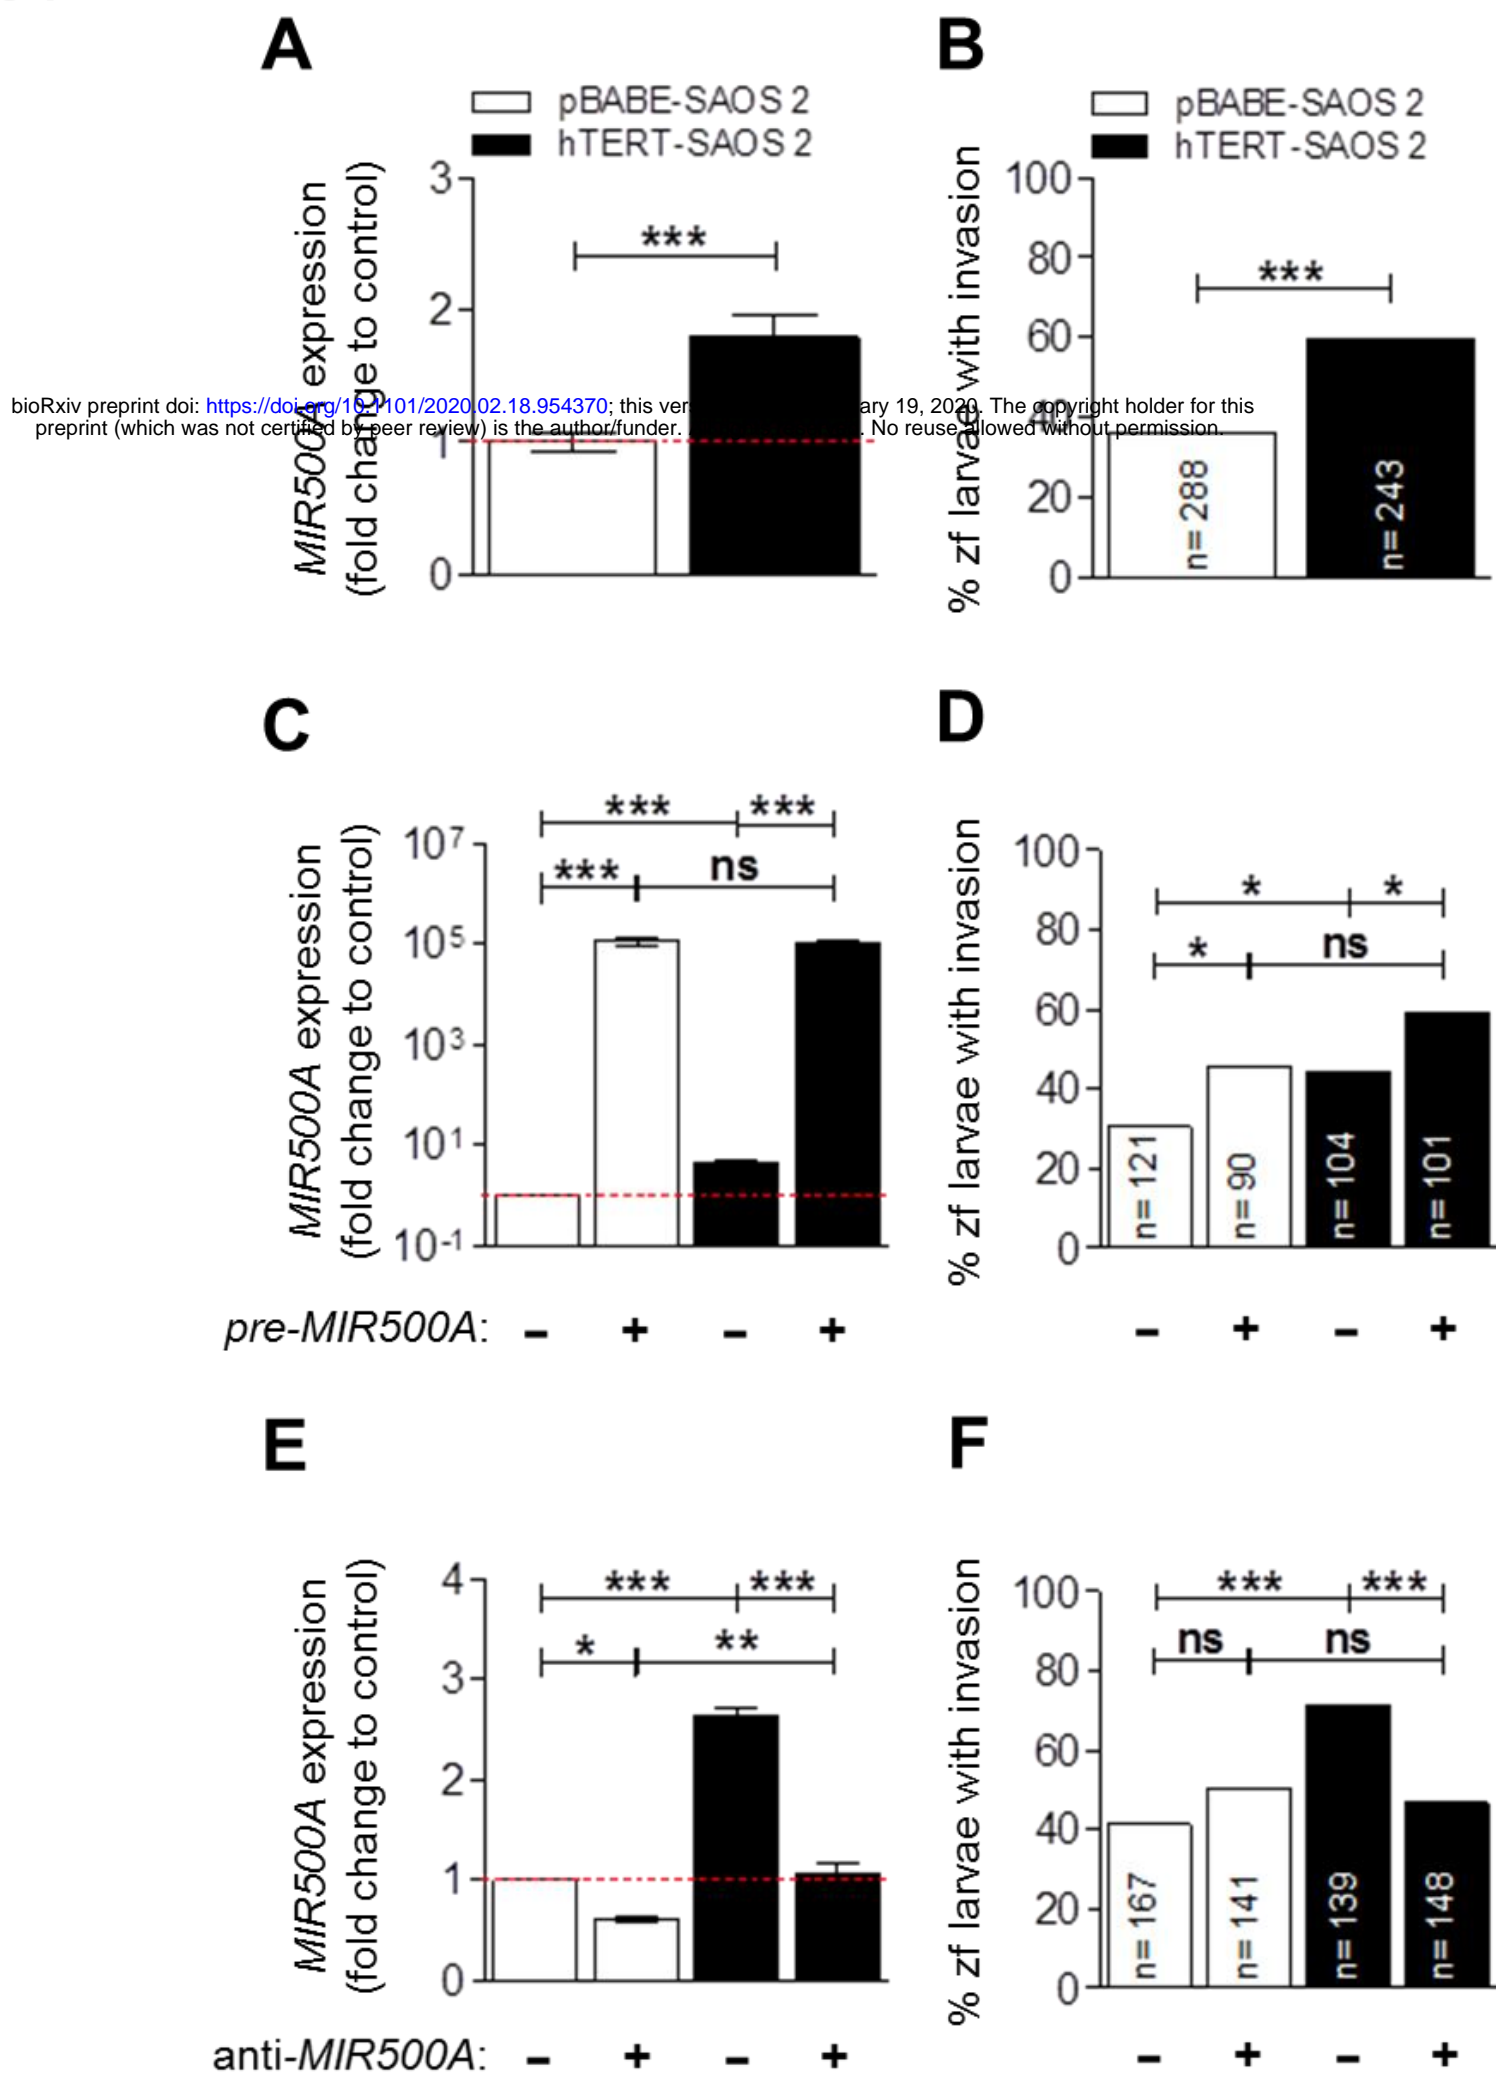 A
B
pBABE-SAOS 2
hTERT-SAOS 2
pBABE-SAOS 2
hTERT-SAOS 2
MIR500A expression
(fold change to control)
3
2
1
0
***
% zf larvae with invasion
100
80
60
40
20
0
***
n= 288
n= 243
bioRxiv preprint doi: https://doi.org/10.1101/2020.02.18.954370; this ver ary 19, 2020. The copyright holder for this
preprint (which was not certified by peer review) is the author/funder. . No reuse allowed without permission.
C
D
MIR500A expression
(fold change to control)
10⁷
10⁵
10³
10¹
10⁻¹
*** ***
*** ns
pre-MIR500A: – + – +
% zf larvae with invasion
100
80
60
40
20
0
* *
* ns
n= 121
n= 90
n= 104
n= 101
– + – +
E
F
MIR500A expression
(fold change to control)
4
3
2
1
0
*** ***
* **
anti-MIR500A: – + – +
% zf larvae with invasion
100
80
60
40
20
0
*** ***
ns ns
n= 167
n= 141
n= 139
n= 148
– + – +